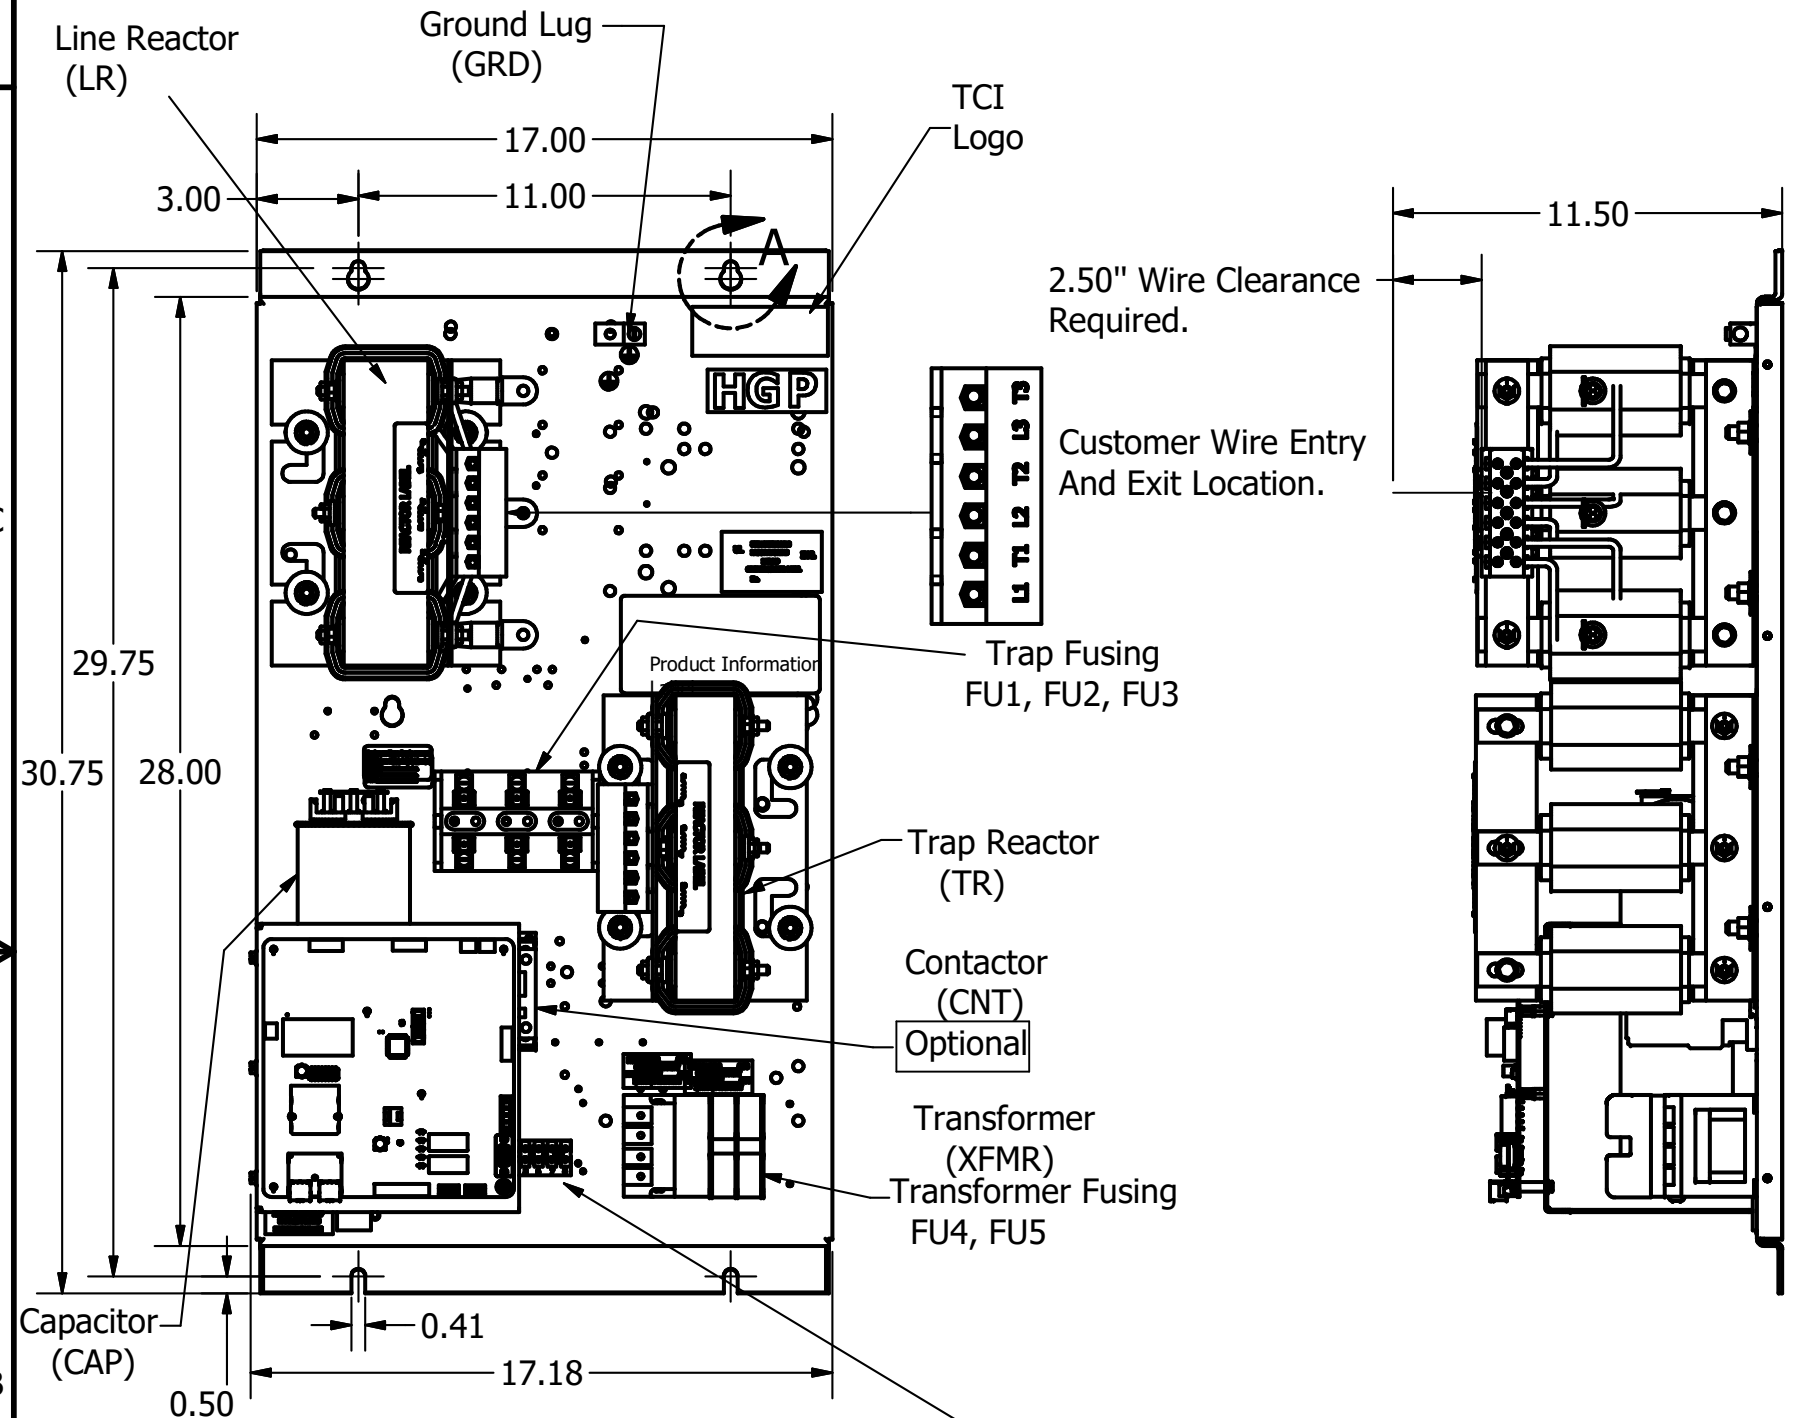 Line Reactor
(LR)
Ground Lug
(GRD)
TCI
Logo
17.00
3.00
11.00
A
11.50
2.50" Wire Clearance
Required.
HGP
T3
L3
T2
L2
T1
L1
Customer Wire Entry
And Exit Location.
Product Information
Trap Fusing
FU1, FU2, FU3
29.75
30.75
28.00
Trap Reactor
(TR)
Contactor
(CNT)
Optional
Transformer
(XFMR)
Transformer Fusing
FU4, FU5
Capacitor
(CAP)
0.41
17.18
0.50